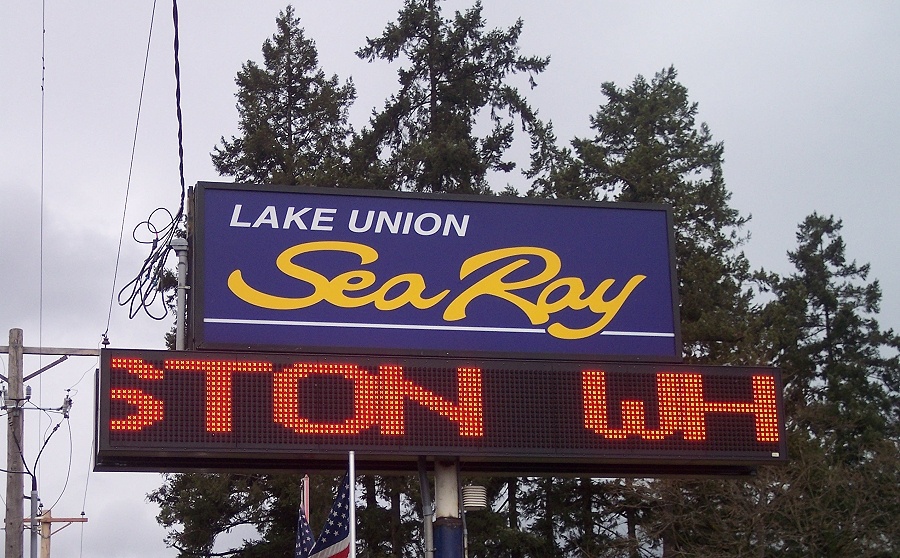 LAKE UNION
Sea Ray
STON WH